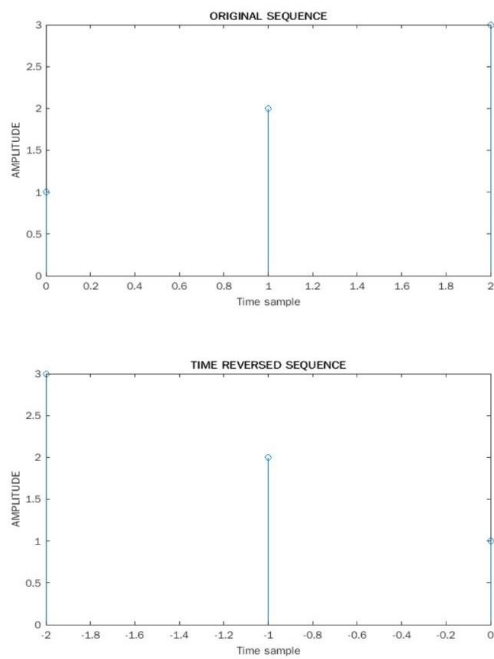 ORIGINAL SEQUENCE
3
2.5
2
1.5
1
0.5
0
AMPLITUDE
0 0.2 0.4 0.6 0.8 1 1.2 1.4 1.6 1.8 2
Time sample
TIME REVERSED SEQUENCE
3
2.5
2
1.5
1
0.5
0
AMPLITUDE
-2 -1.8 -1.6 -1.4 -1.2 -1 -0.8 -0.6 -0.4 -0.2 0
Time sample